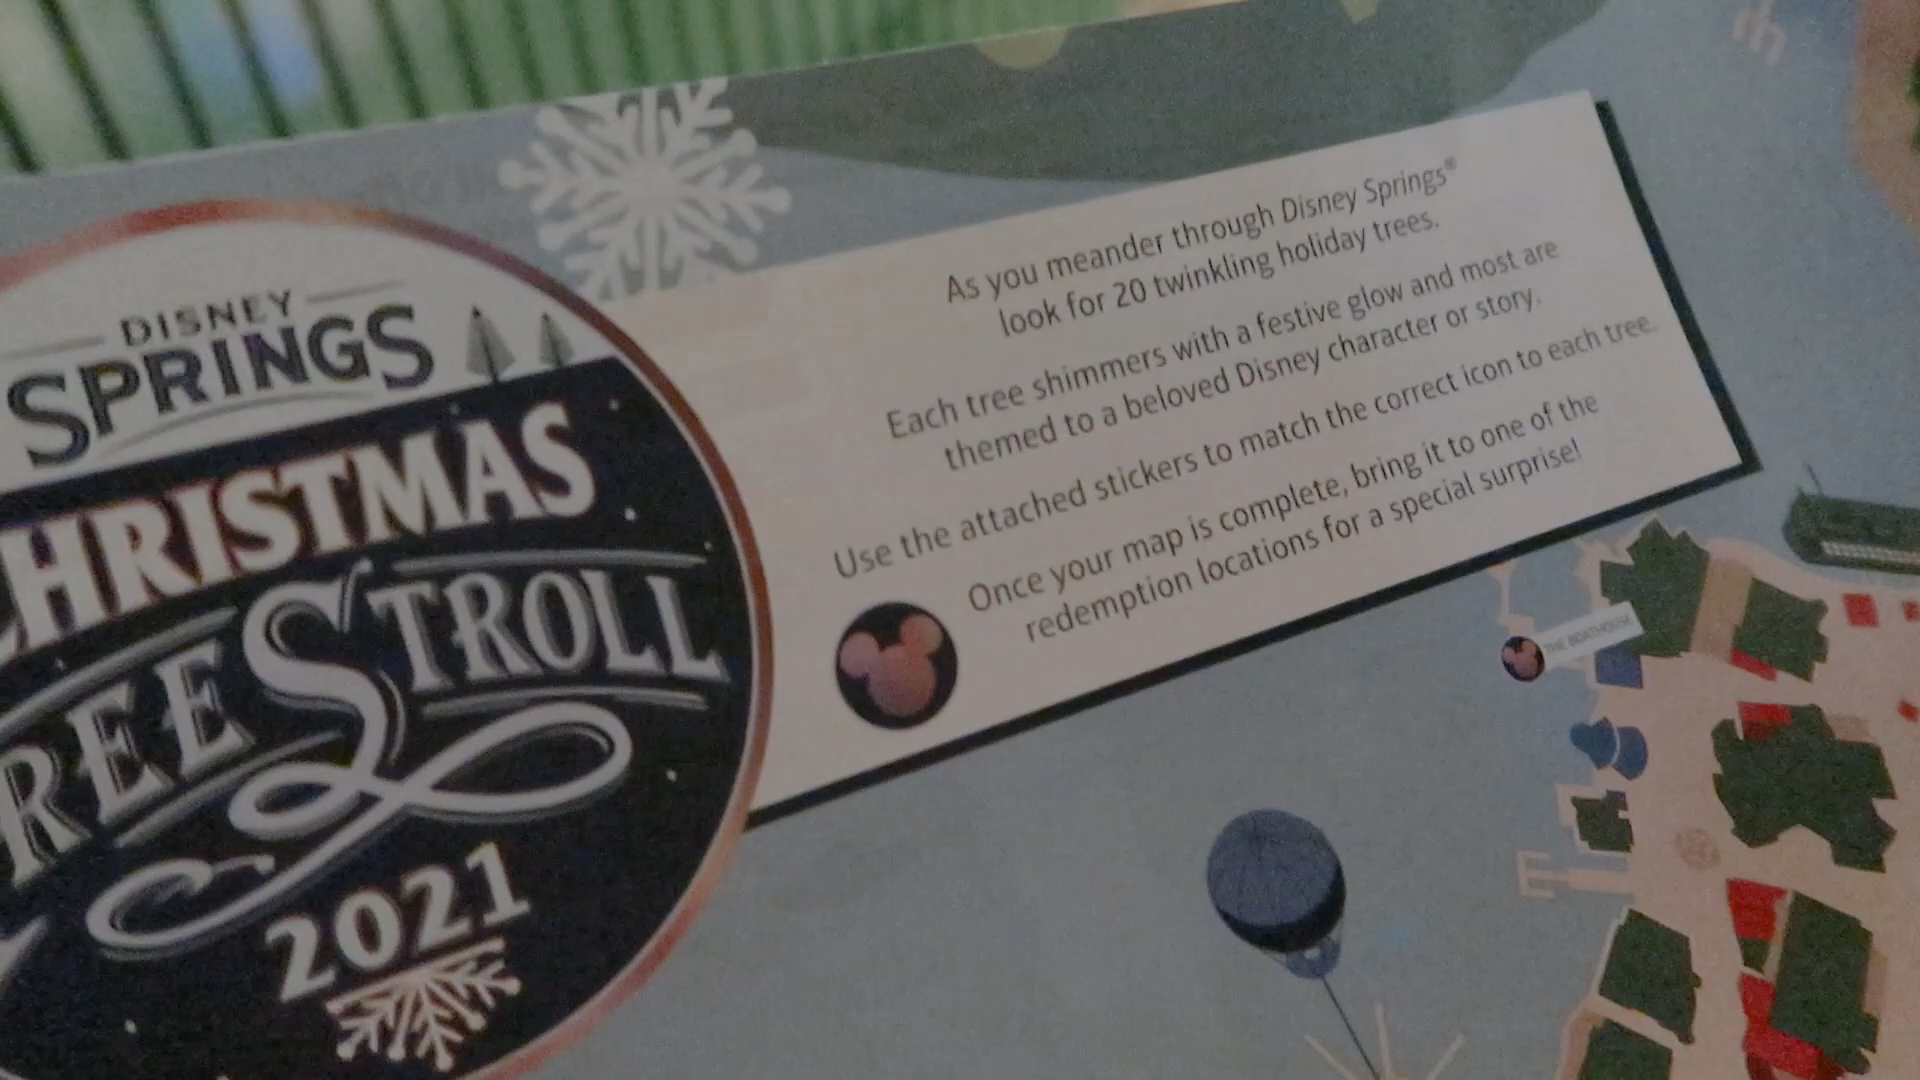 DISNEY
SPRINGS
CHRISTMAS
TREE STROLL
2021
As you meander through Disney Springs®
look for 20 twinkling holiday trees.
Each tree shimmers with a festive glow and most are
themed to a beloved Disney character or story.
Use the attached stickers to match the correct icon to each tree.
Once your map is complete, bring it to one of the
redemption locations for a special surprise!
THE BOATHOUSE